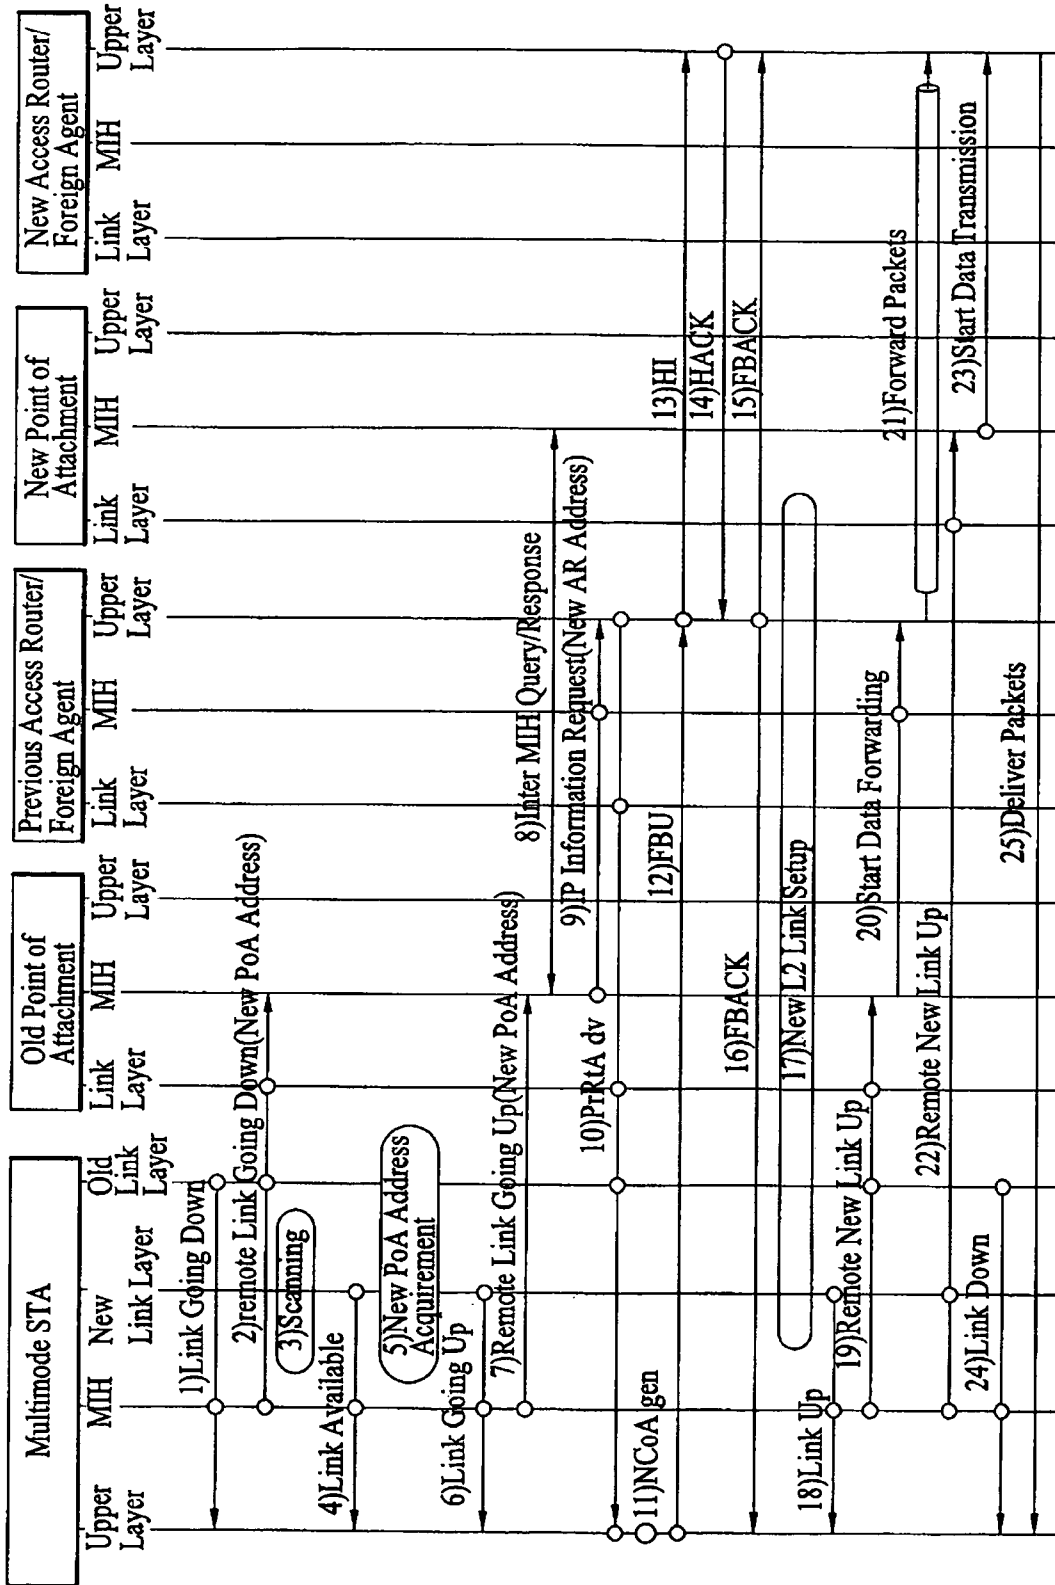 Multimode STA
Upper
Layer
MIH
New
Link Layer
Old
Link
Layer
Old Point of
Attachment
Link
Layer
MIH
Upper
Layer
Previous Access Router/
Foreign Agent
Link
Layer
MIH
Upper
Layer
New Point of
Attachment
Link
Layer
MIH
Upper
Layer
New Access Router/
Foreign Agent
Link
Layer
MIH
Upper
Layer
1)Link Going Down
2)remote Link Going Down(New PoA Address)
3)Scanning
4)Link Available
5)New PoA Address
Acquirement
6)Link Going Up
7)Remote Link Going Up(New PoA Address)
8)Inter MIH Query/Response
9)IP Information Request(New AR Address)
10)PrRtA dv
11)NCoA gen
12)FBU
13)HI
14)HACK
15)FBACK
16)FBACK
17)New L2 Link Setup
18)Link Up
19)Remote New Link Up
20)Start Data Forwarding
21)Forward Packets
22)Remote New Link Up
23)Start Data Transmission
24)Link Down
25)Deliver Packets